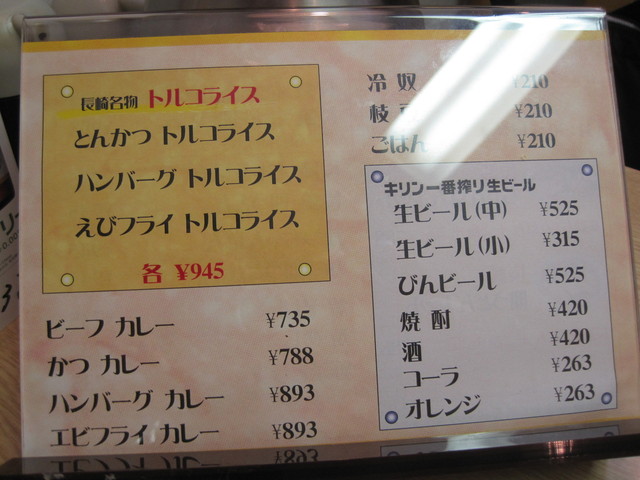 長崎名物 トルコライス
とんかつ トルコライス
ハンバーグ トルコライス
えびフライ トルコライス
各 ¥945
ビーフ カレー ¥735
かつ カレー ¥788
ハンバーグ カレー ¥893
エビフライ カレー ¥893
冷奴 ¥210
枝 ¥210
ごはん ¥210
キリン一番搾り生ビール
生ビール(中) ¥525
生ビール(小) ¥315
びんビール ¥525
焼酎 ¥420
酒 ¥420
コーラ ¥263
オレンジ ¥263